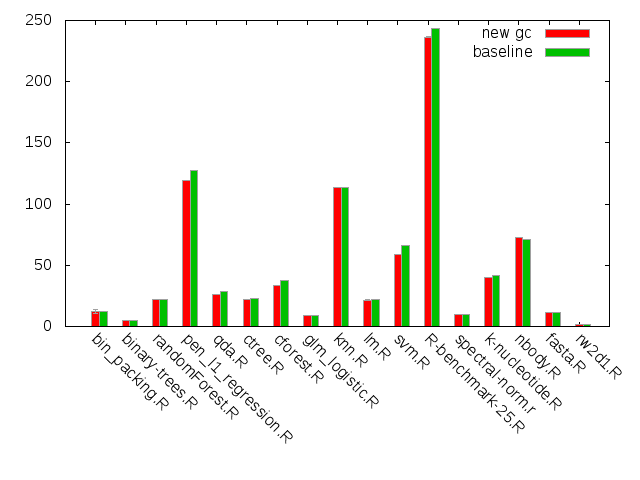 250
200
150
100
50
0
new gc
baseline
bin_packing.R
binary-trees.R
randomForest.R
pen_l1_regression.R
qda.R
ctree.R
cforest.R
glm_logistic.R
knn.R
lm.R
svm.R
R-benchmark-25.R
spectral-norm.r
k-nucleotide.R
nbody.R
fasta.R
rw2d1.R